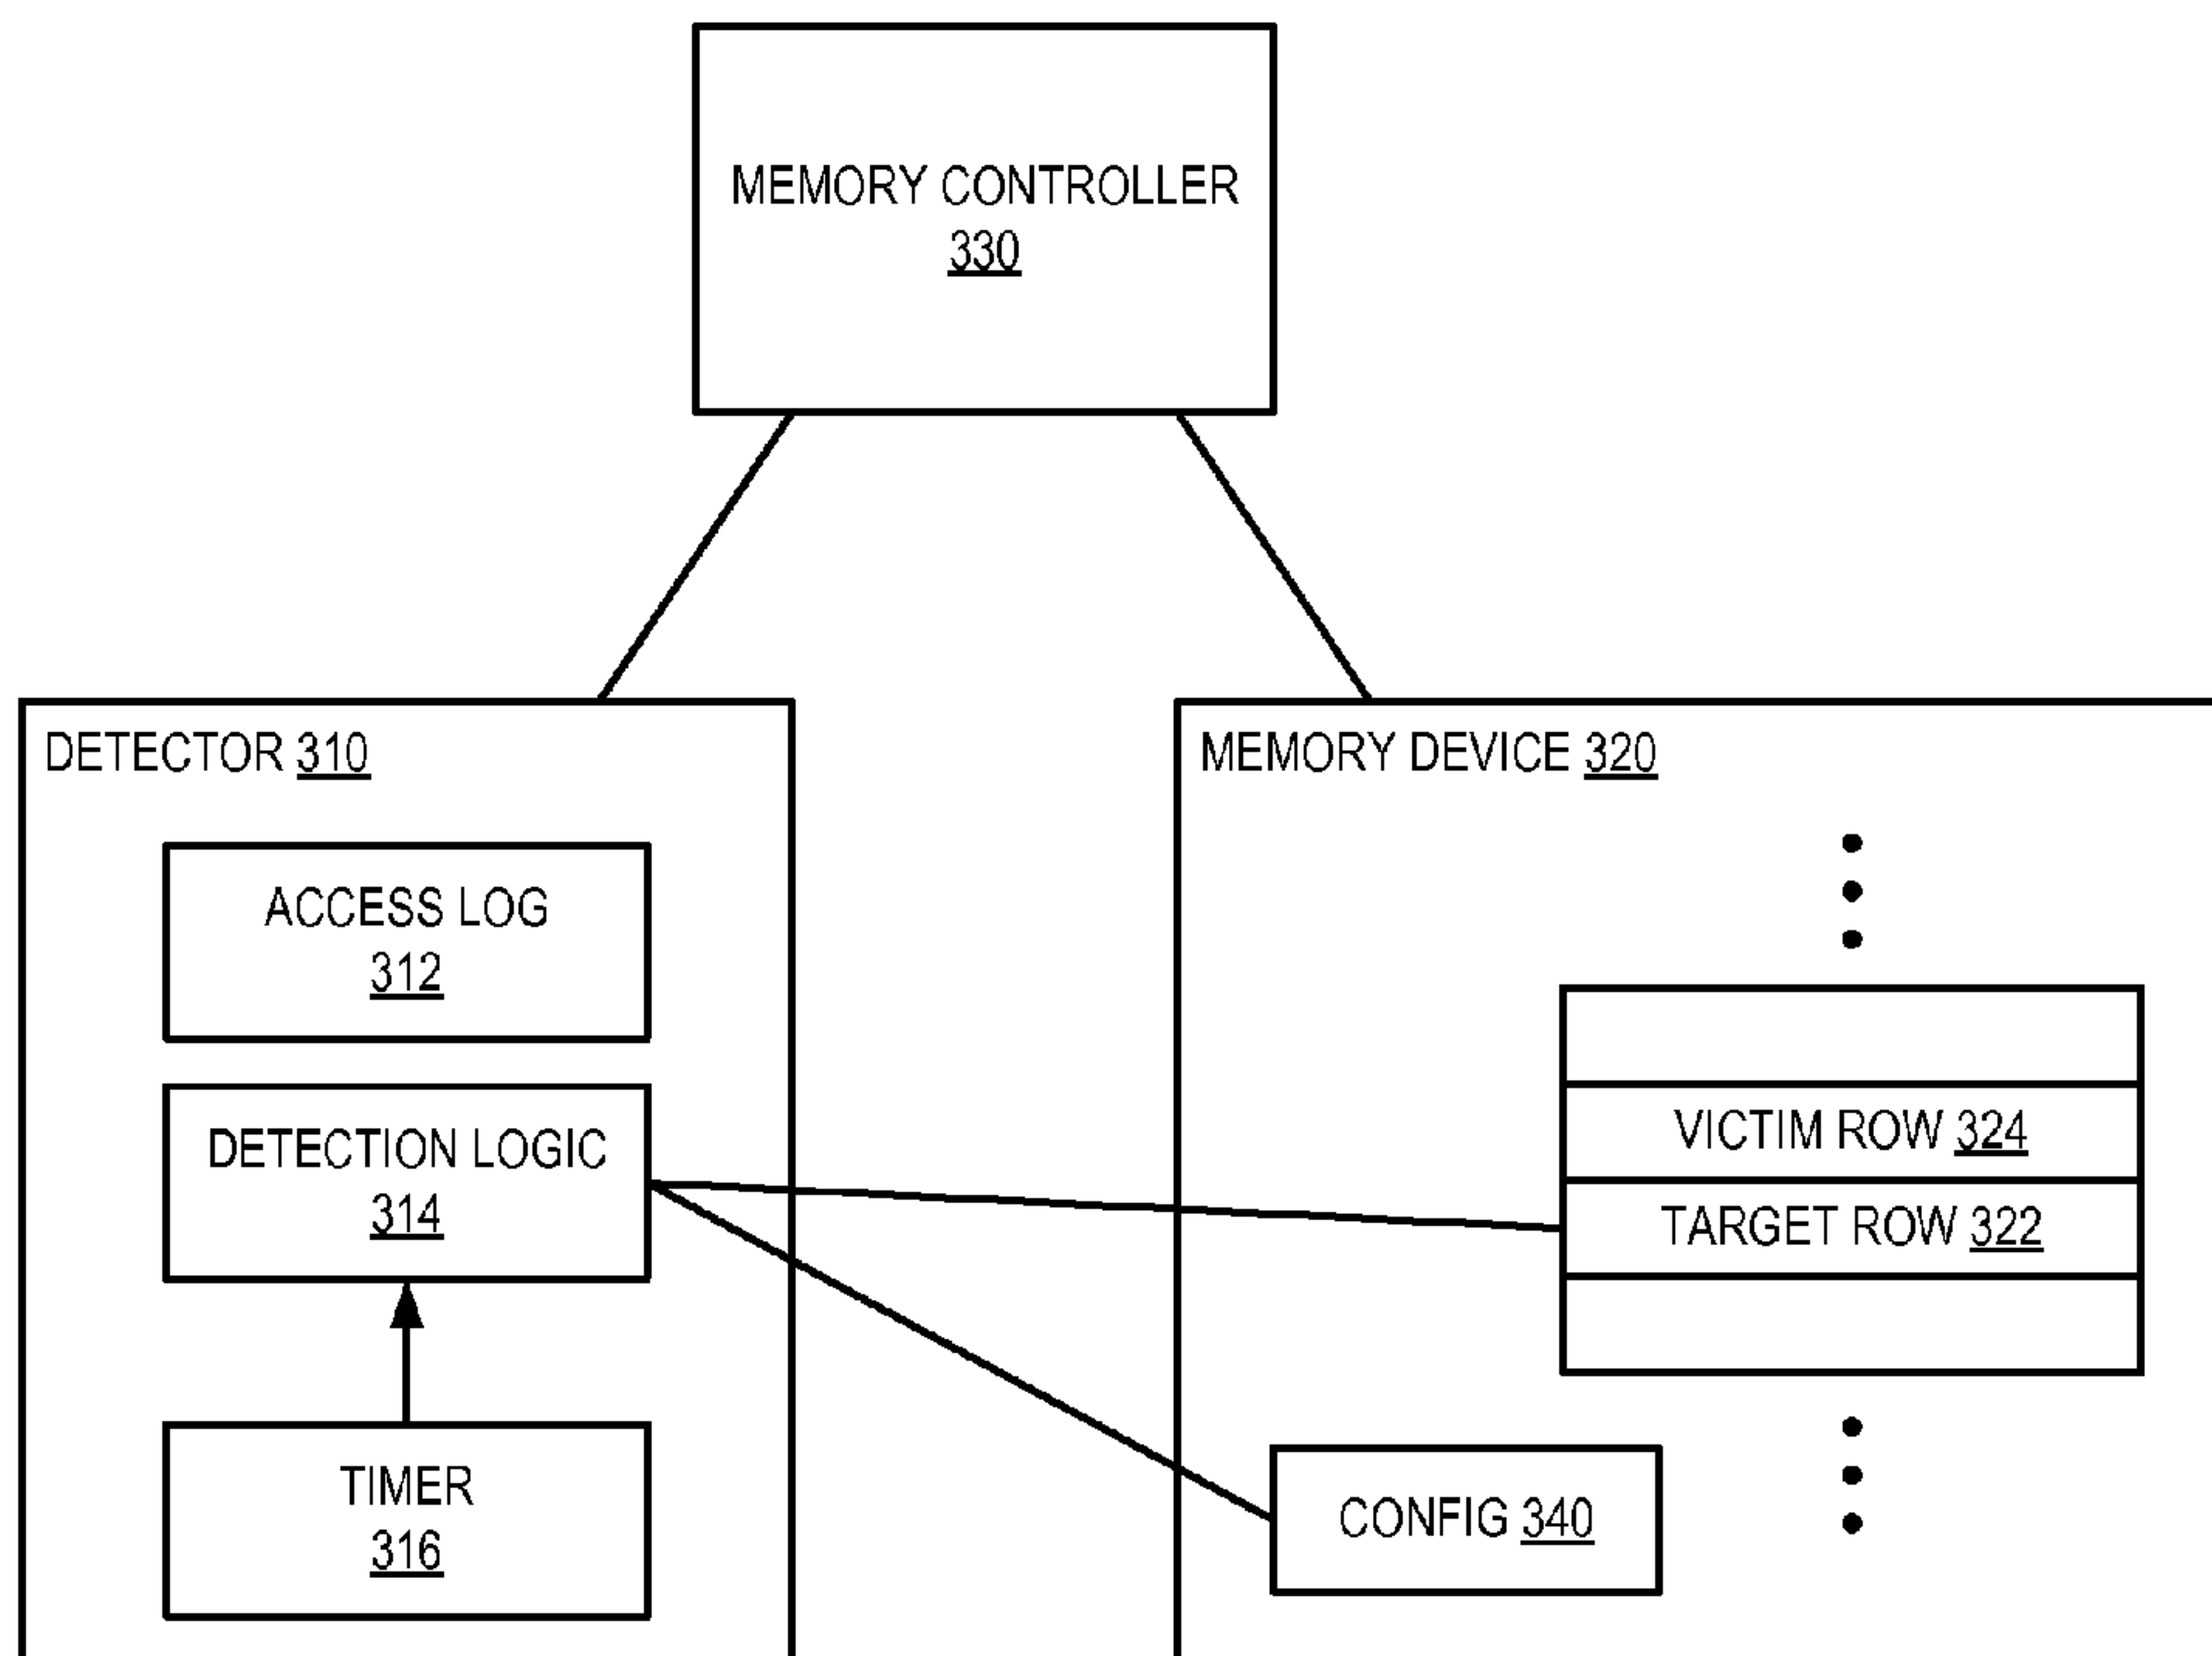 MEMORY CONTROLLER
330
DETECTOR 310
MEMORY DEVICE 320
ACCESS LOG
312
DETECTION LOGIC
314
VICTIM ROW 324
TARGET ROW 322
TIMER
316
CONFIG 340